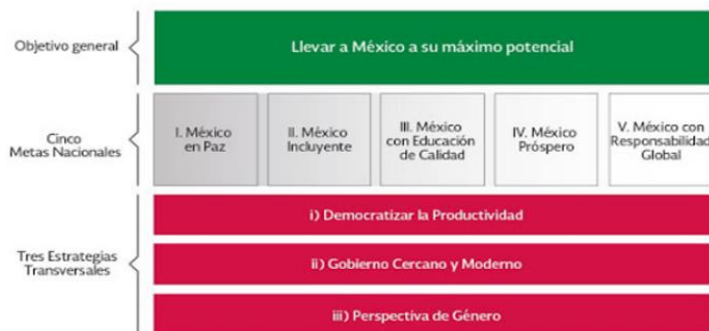 Objetivo general
Llevar a México a su máximo potencial
Cinco
Metas Nacionales
I. México
en Paz
II. México
Incluyente
III. México
con Educación
de Calidad
IV. México
Próspero
V. México con
Responsabilidad
Global
Tres Estrategias
Transversales
i) Democratizar la Productividad
ii) Gobierno Cercano y Moderno
iii) Perspectiva de Género